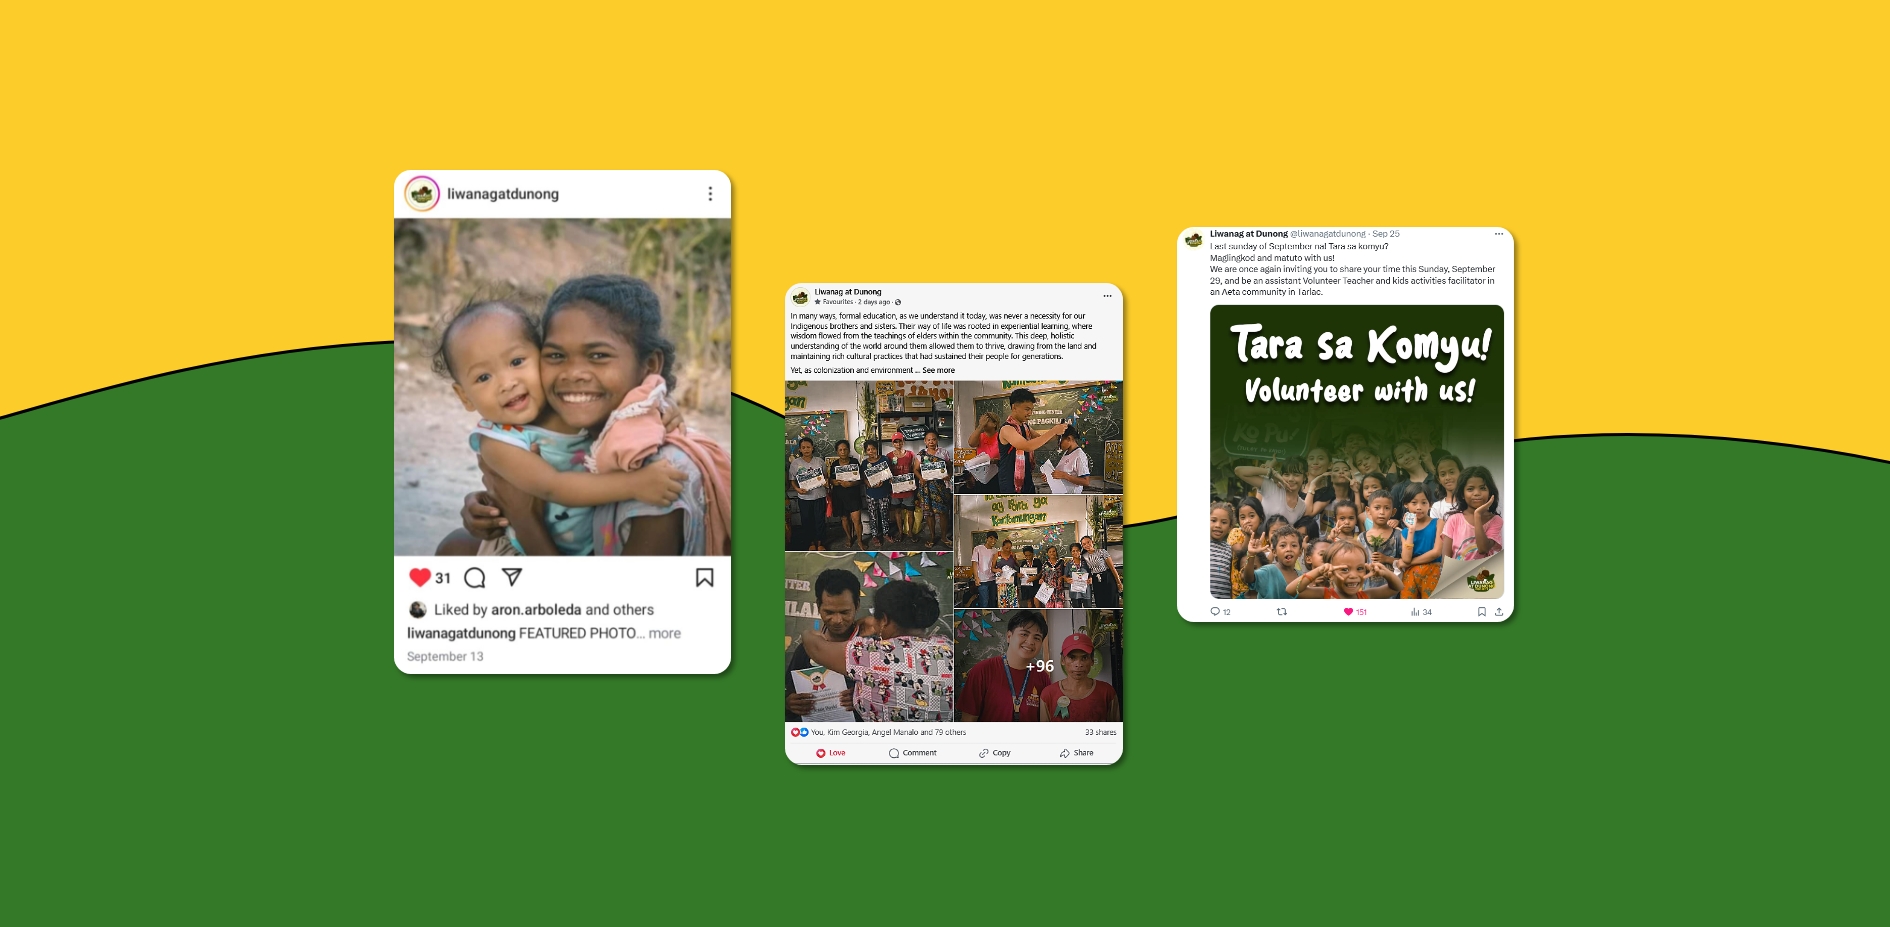 liwanagatdunong
31
Liked by aron.arboleda and others
liwanagatdunong FEATURED PHOTO... more
September 13
Liwanag at Dunong
Favourites · 2 days ago ·
In many ways, formal education, as we understand it today, was never a necessity for our
Indigenous brothers and sisters. Their way of life was rooted in experiential learning, where
wisdom flowed from the teachings of elders within the community. This deep, holistic
understanding of the world around them allowed them to thrive, drawing from the land and
maintaining rich cultural practices that had sustained their people for generations.
Yet, as colonization and environment ... See more
ay para ga
Kartamungan
+96
You, Kim Georgia, Angel Manalo and 79 others
33 shares
Love
Comment
Copy
Share
Liwanag at Dunong @liwanagatdunong · Sep 25
Last sunday of September na! Tara sa komyu?
Maglingkod and matuto with us!
We are once again inviting you to share your time this Sunday, September
29, and be an assistant Volunteer Teacher and kids activities facilitator in
an Aeta community in Tarlac.
Tara sa Komyu!
Volunteer with us!
LIWANAG
AT DUNONG
12
151
34